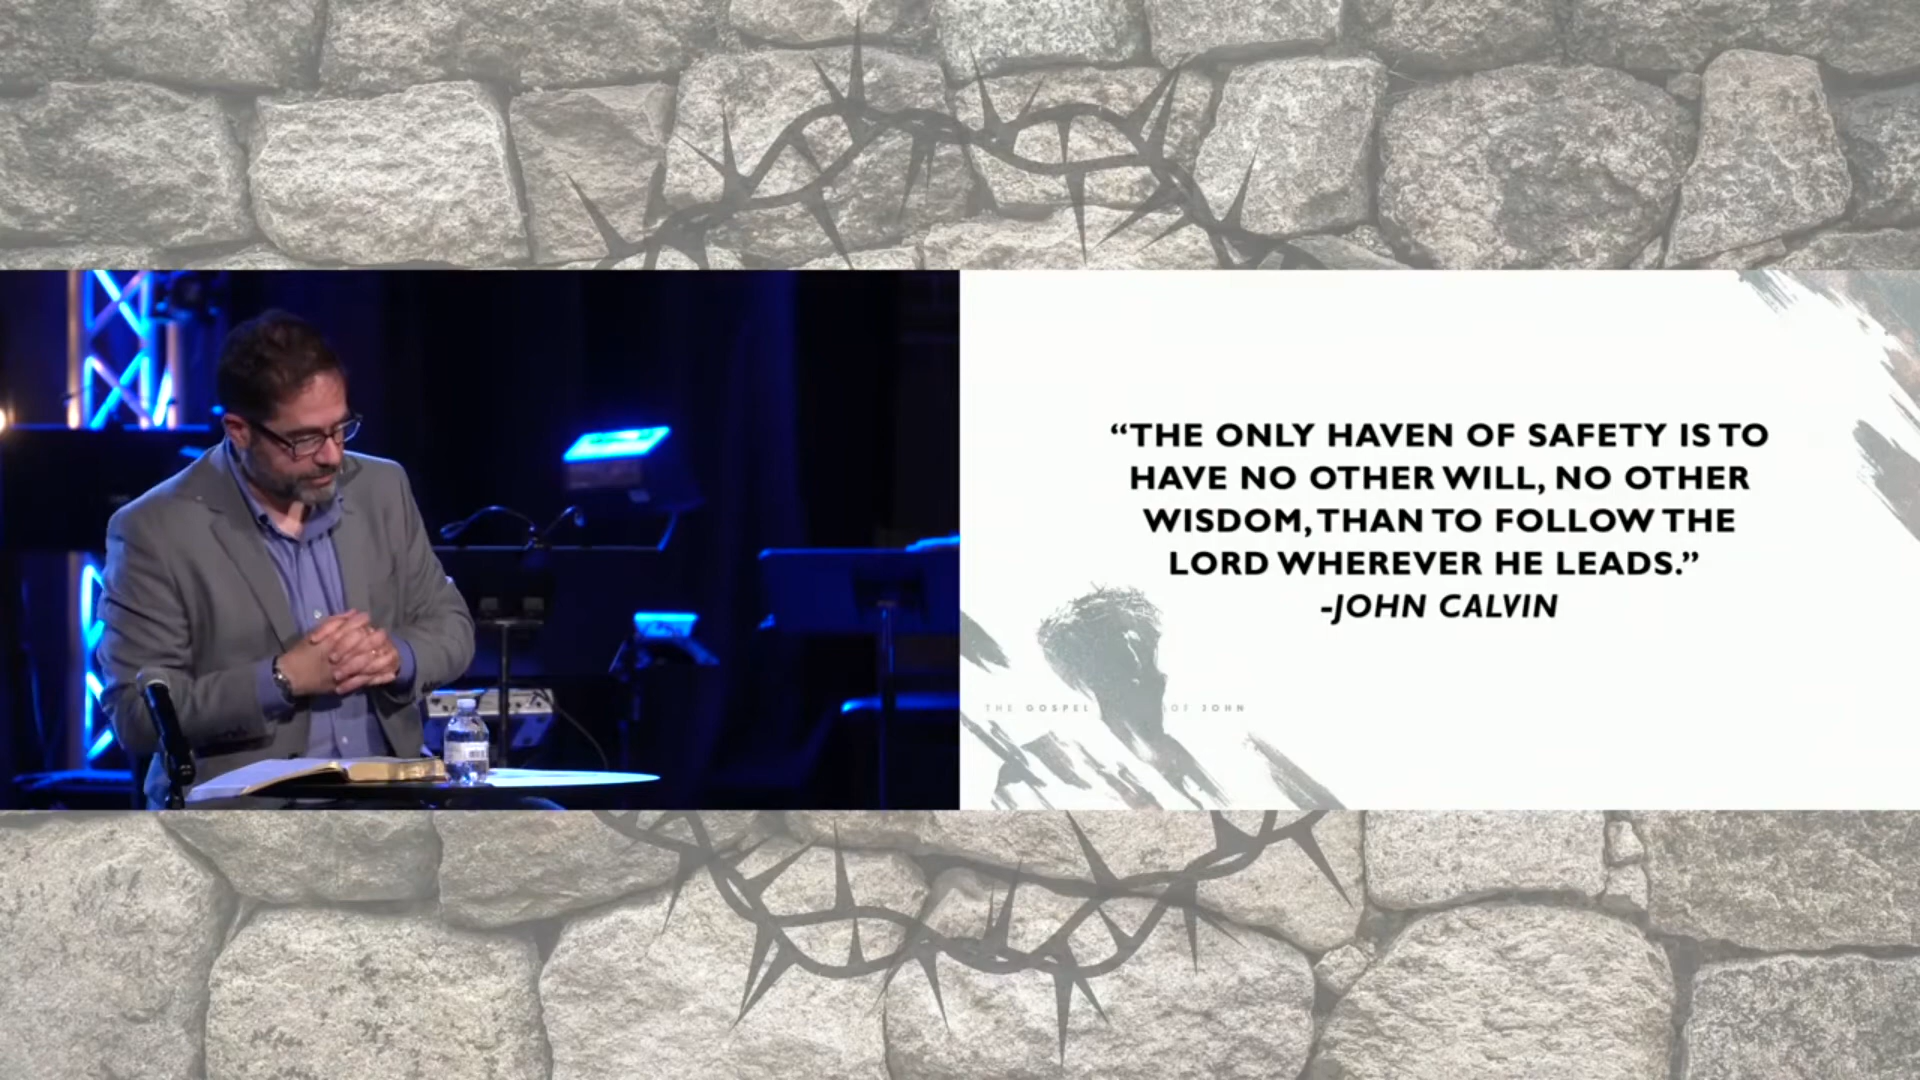 “THE ONLY HAVEN OF SAFETY IS TO
HAVE NO OTHER WILL, NO OTHER
WISDOM, THAN TO FOLLOW THE
LORD WHEREVER HE LEADS.”
-JOHN CALVIN
THE GOSPEL OF JOHN